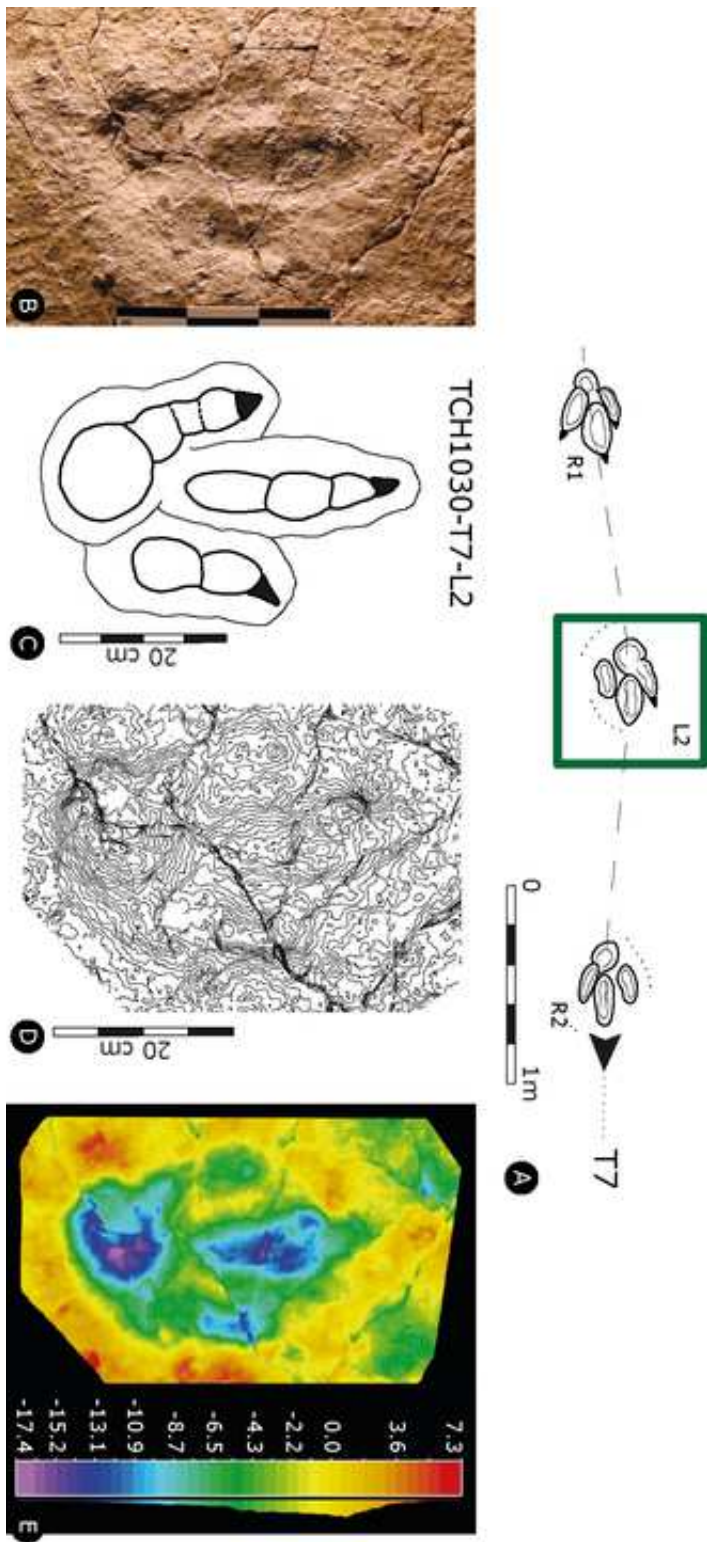 R1
L2
R2
T7
0
1m
A
B
TCH1030-T7-L2
20 cm
C
20 cm
D
7.3
3.6
0.0
-2.2
-4.3
-6.5
-8.7
-10.9
-13.1
-15.2
-17.4
E